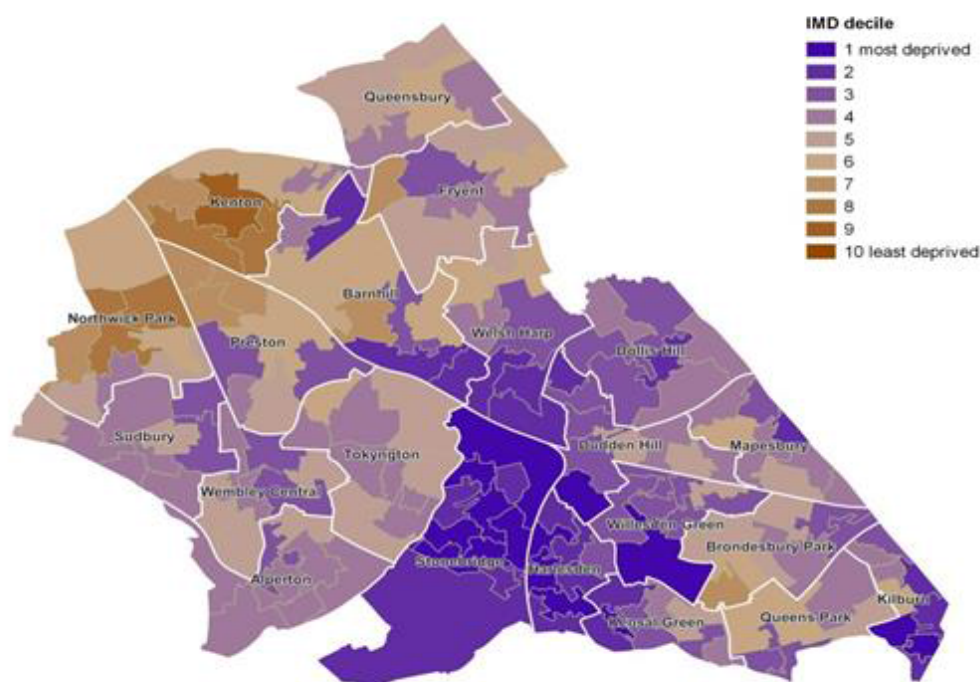 IMD decile
1 most deprived
2
3
4
5
6
7
8
9
10 least deprived
Queensbury
Kenton
Fryent
Northwick Park
Barnhill
Preston
Welsh Harp
Dollis Hill
Sudbury
Tokyngton
Dudden Hill
Mapesbury
Wembley Central
Willesden Green
Brondesbury Park
Alperton
Stonebridge
Harlesden
Kensal Green
Queens Park
Kilburn